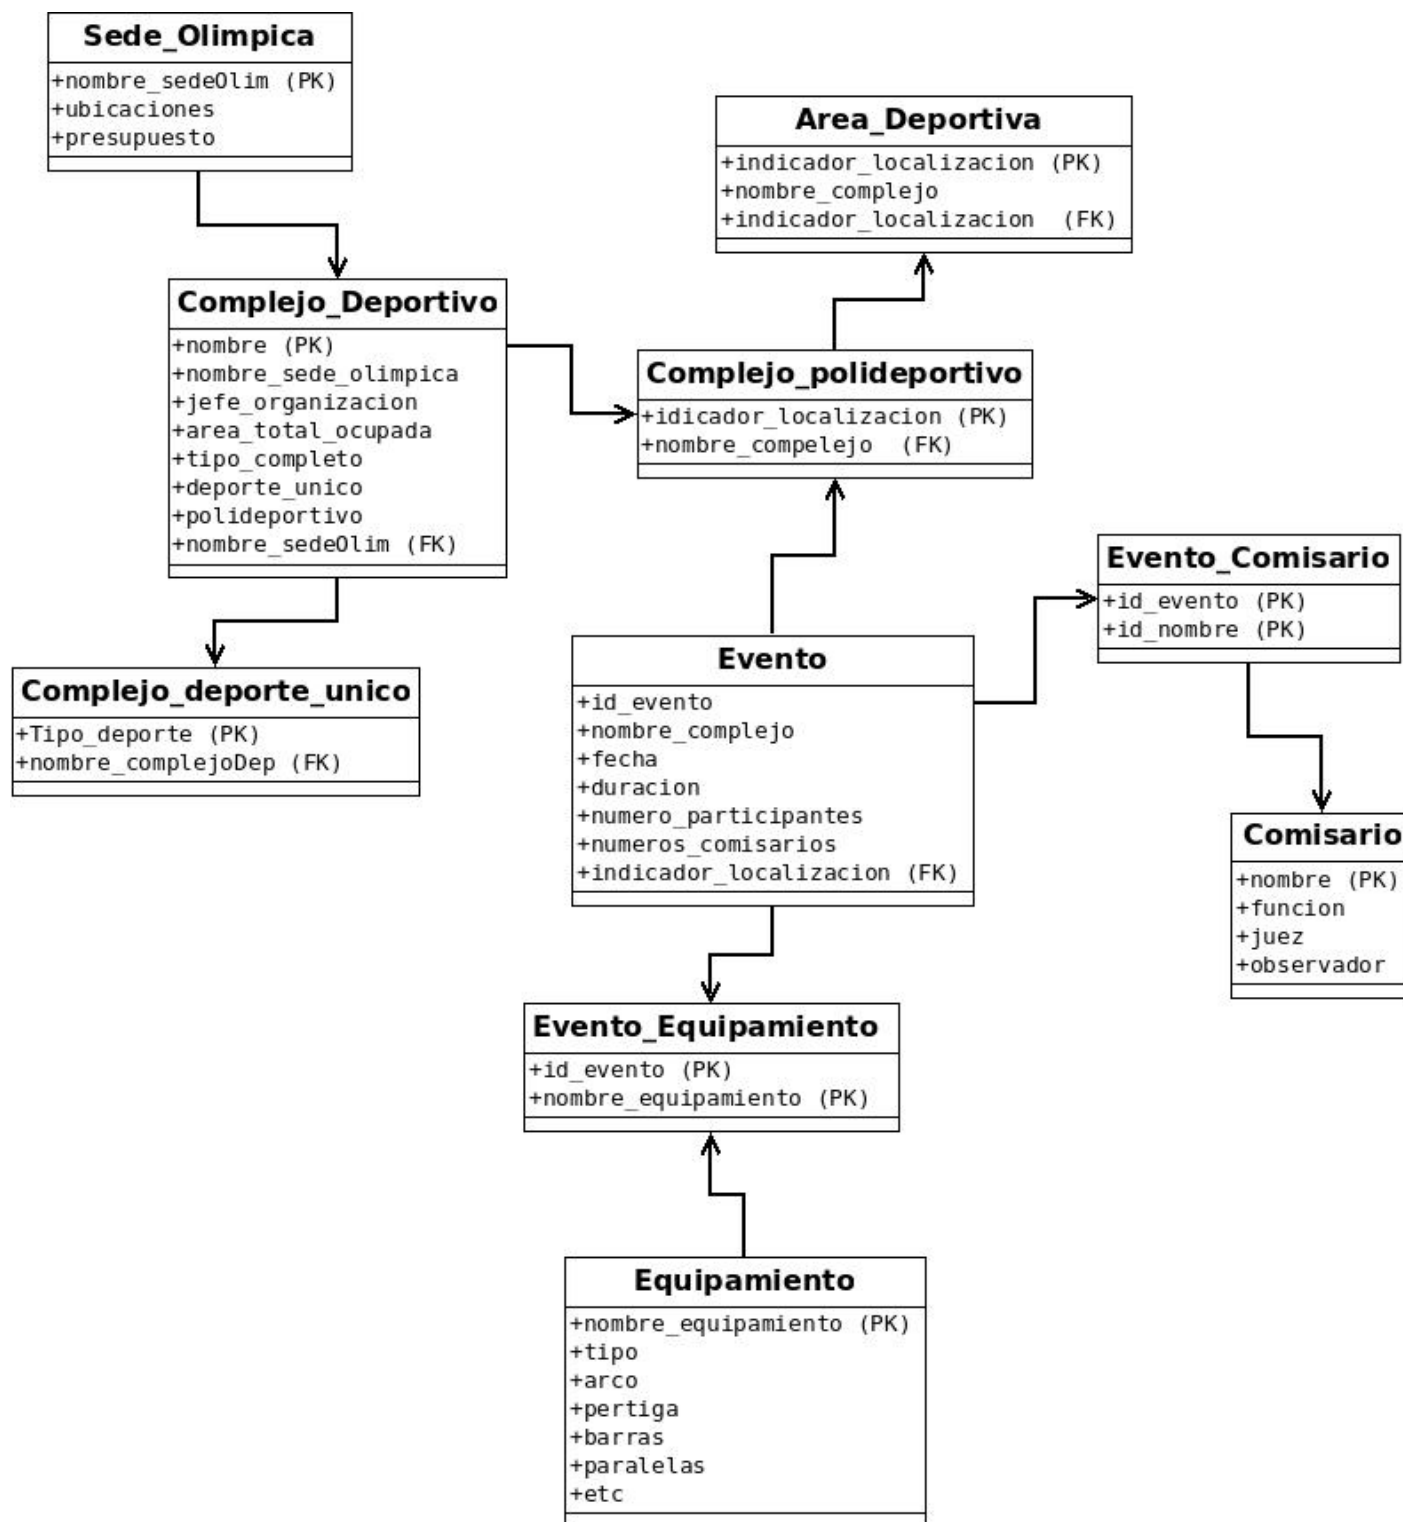 Sede_Olimpica
+nombre_sedeOlim (PK)
+ubicaciones
+presupuesto
Area_Deportiva
+indicador_localizacion (PK)
+nombre_complejo
+indicador_localizacion  (FK)
Complejo_Deportivo
+nombre (PK)
+nombre_sede_olimpica
+jefe_organizacion
+area_total_ocupada
+tipo_completo
+deporte_unico
+polideportivo
+nombre_sedeOlim (FK)
Complejo_polideportivo
+idicador_localizacion (PK)
+nombre_compelejo  (FK)
Evento_Comisario
+id_evento (PK)
+id_nombre (PK)
Complejo_deporte_unico
+Tipo_deporte (PK)
+nombre_complejoDep (FK)
Evento
+id_evento
+nombre_complejo
+fecha
+duracion
+numero_participantes
+numeros_comisarios
+indicador_localizacion (FK)
Comisario
+nombre (PK)
+funcion
+juez
+observador
Evento_Equipamiento
+id_evento (PK)
+nombre_equipamiento (PK)
Equipamiento
+nombre_equipamiento (PK)
+tipo
+arco
+pertiga
+barras
+paralelas
+etc